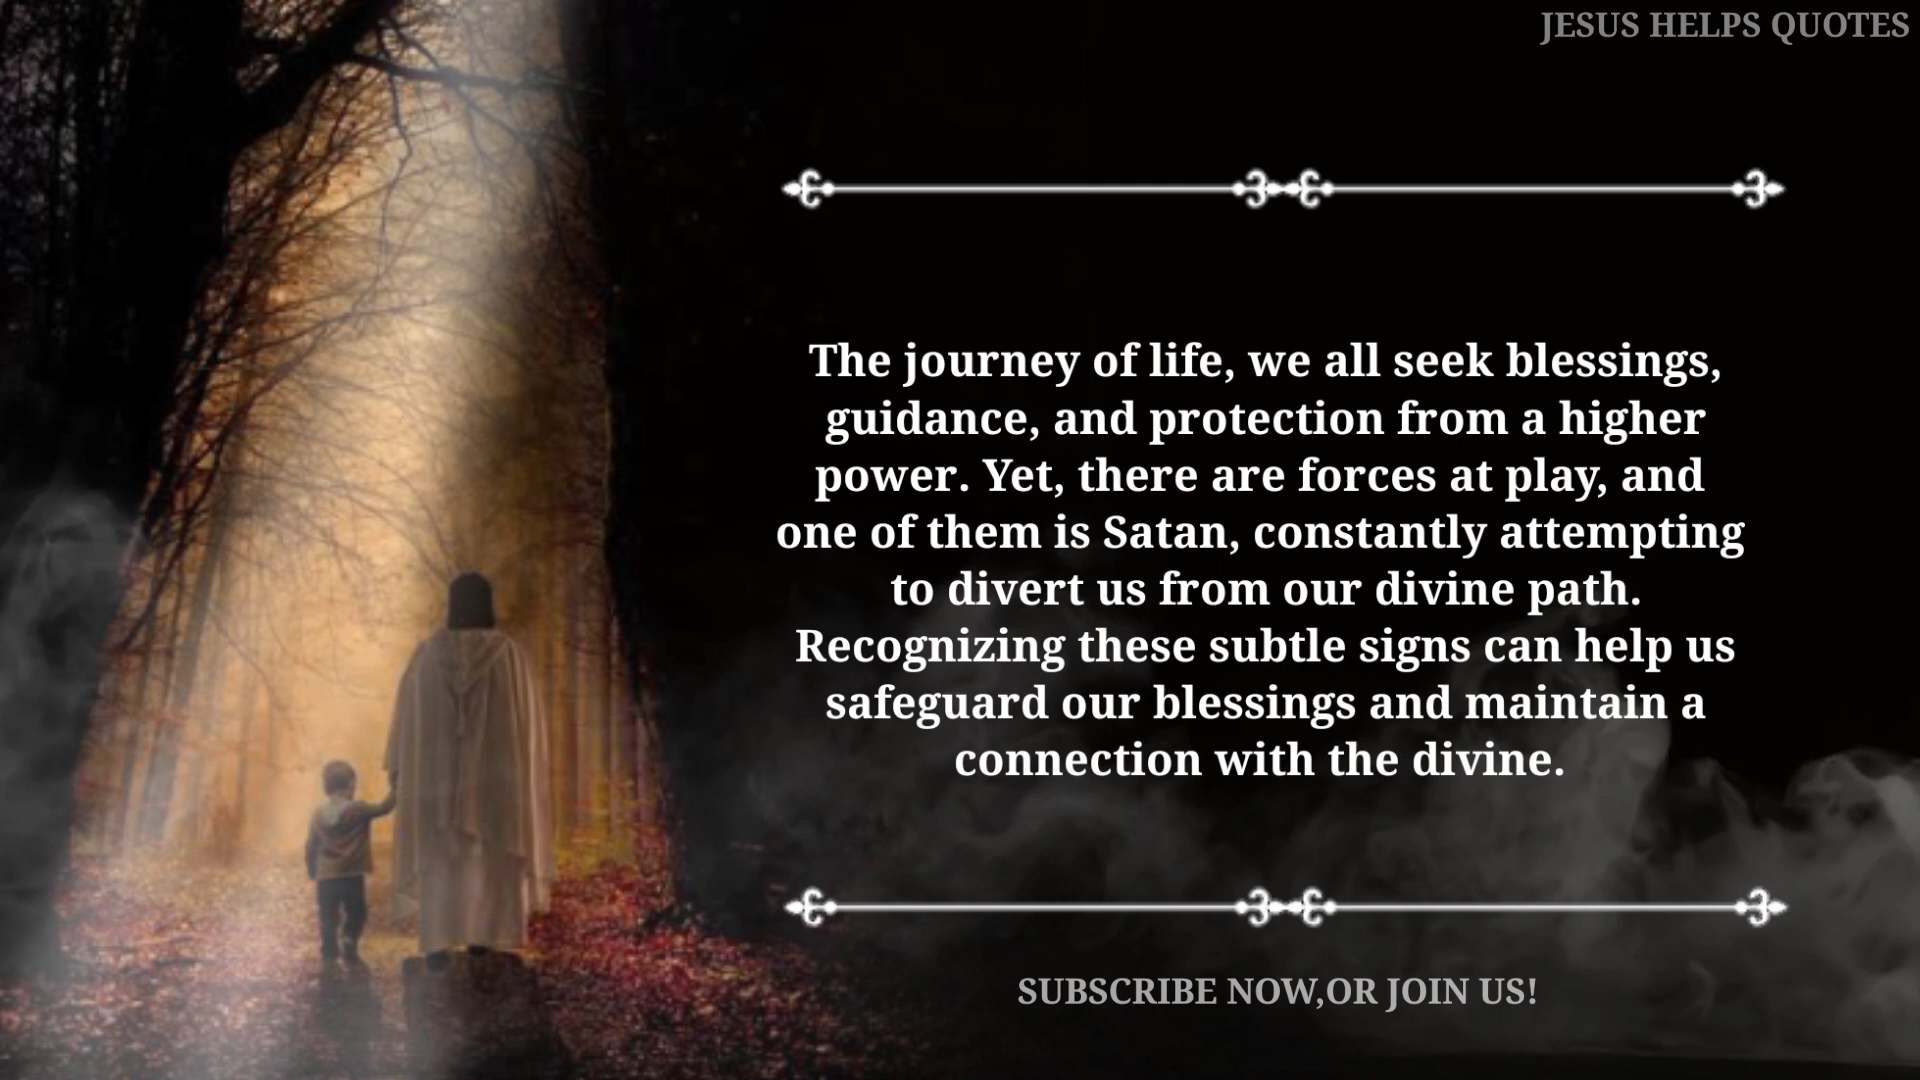 JESUS HELPS QUOTES
The journey of life, we all seek blessings,
guidance, and protection from a higher
power. Yet, there are forces at play, and
one of them is Satan, constantly attempting
to divert us from our divine path.
Recognizing these subtle signs can help us
safeguard our blessings and maintain a
connection with the divine.
SUBSCRIBE NOW,OR JOIN US!